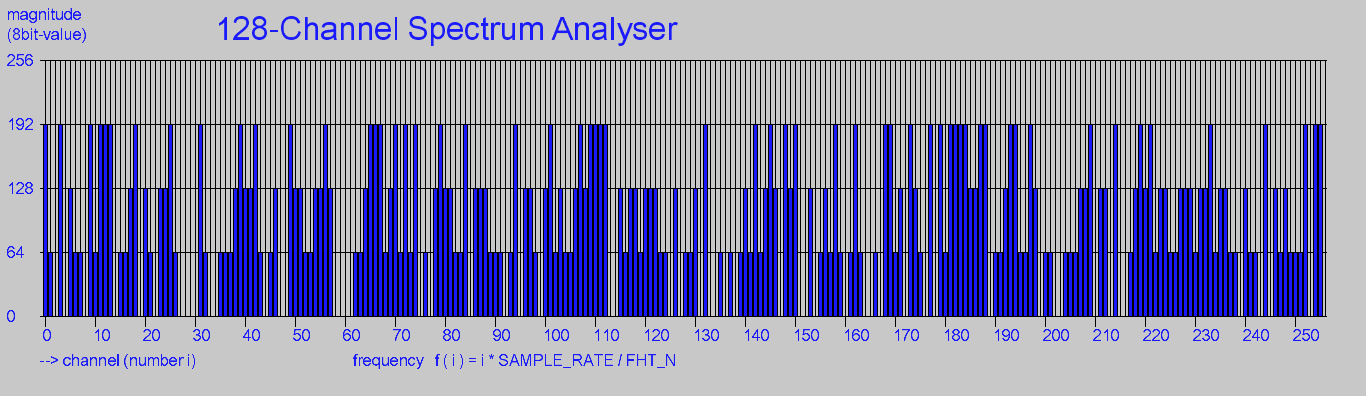 magnitude
(8bit-value)
128-Channel Spectrum Analyser
256
192
128
64
0
0 10 20 30 40 50 60 70 80 90 100 110 120 130 140 150 160 170 180 190 200 210 220 230 240 250
--> channel (number i) frequency f ( i ) = i * SAMPLE_RATE / FHT_N